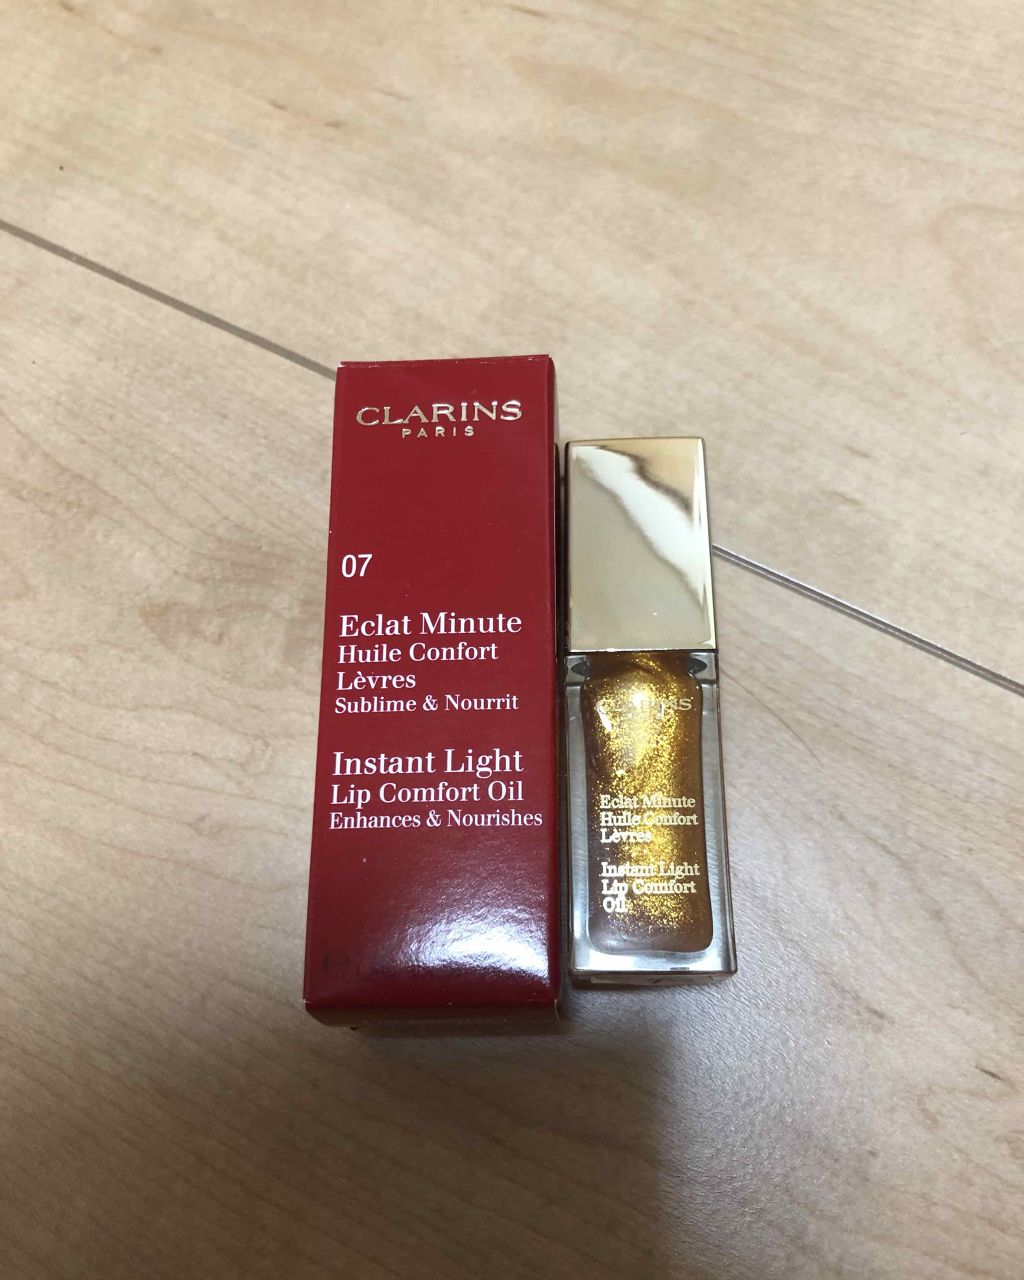 CLARINS
PARIS
07
Eclat Minute
Huile Confort
Lèvres
Sublime & Nourrit
Instant Light
Lip Comfort Oil
Enhances & Nourishes
e
CLARINS
Eclat Minute
Huile Confort
Lèvres
Instant Light
Lip Comfort
Oil